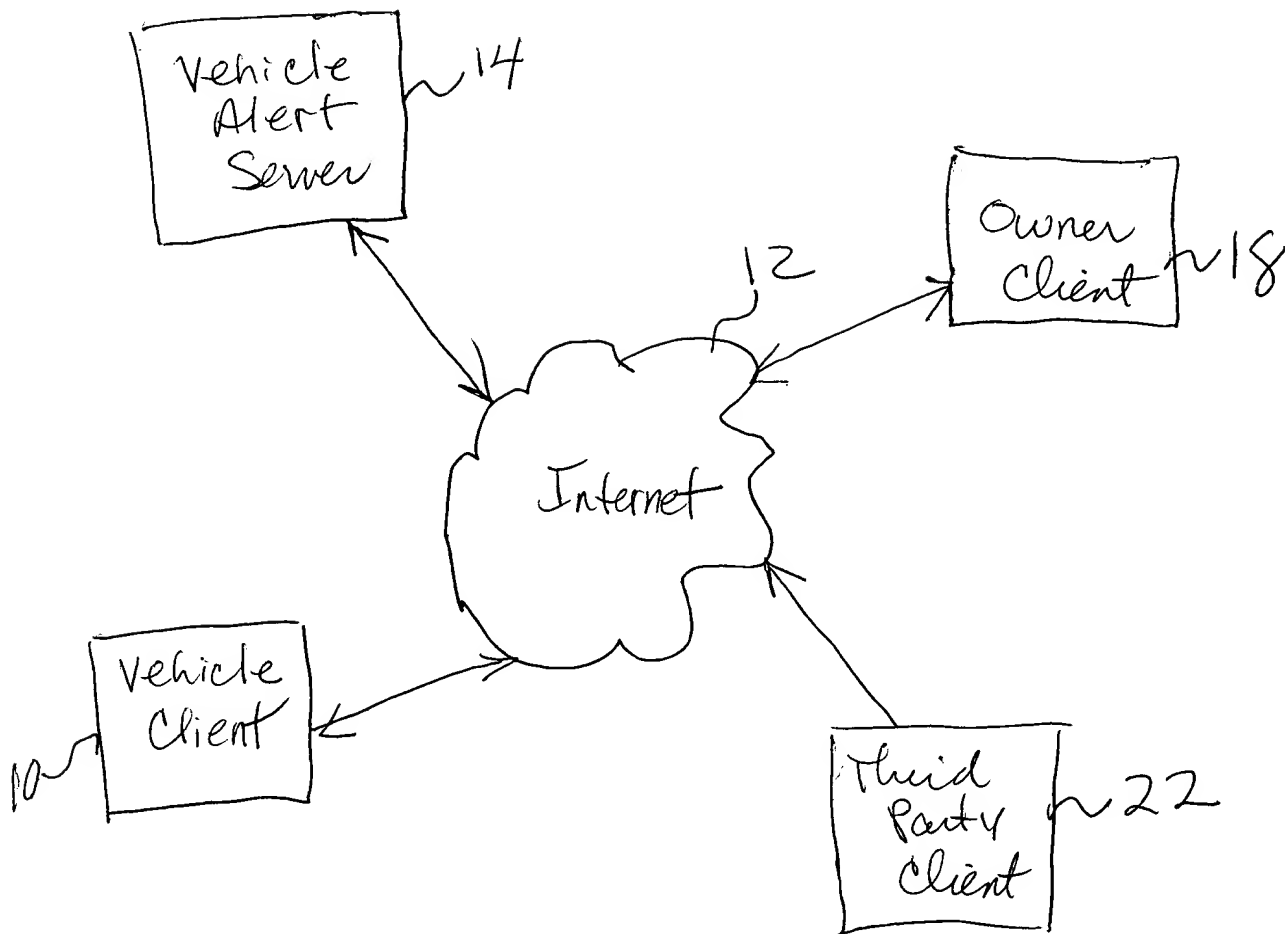 Vehicle
Alert
Server
14
Owner
Client
18
12
Internet
Vehicle
Client
10
Third
Party
Client
22